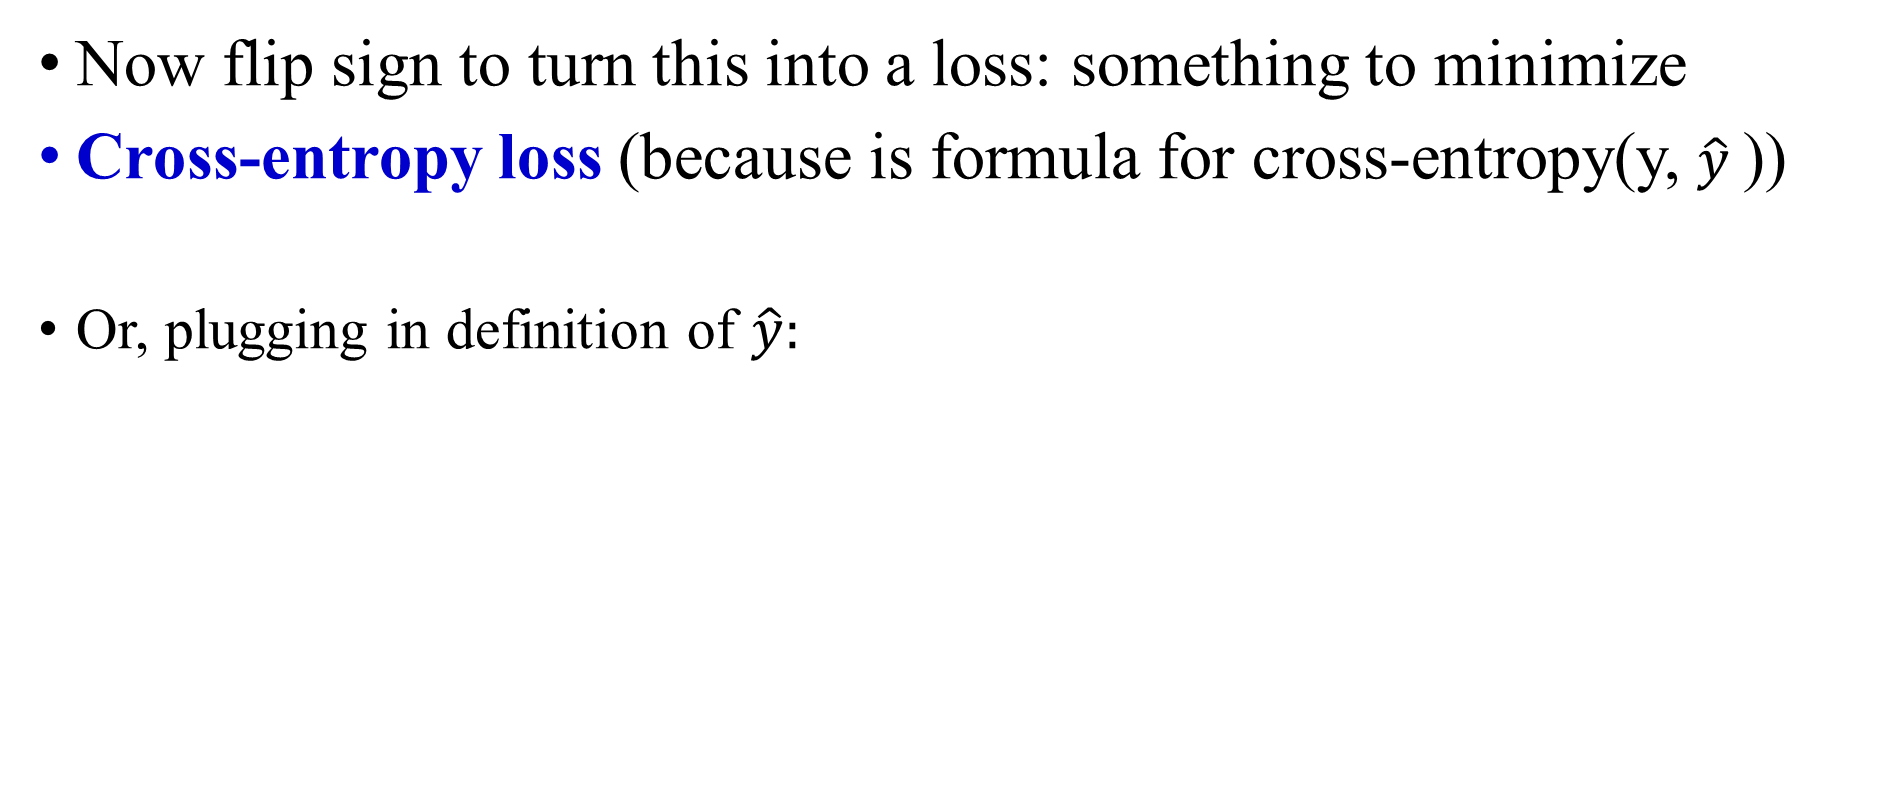 • Now flip sign to turn this into a loss: something to minimize
• Cross-entropy loss (because is formula for cross-entropy(y, ŷ ))
• Or, plugging in definition of ŷ: